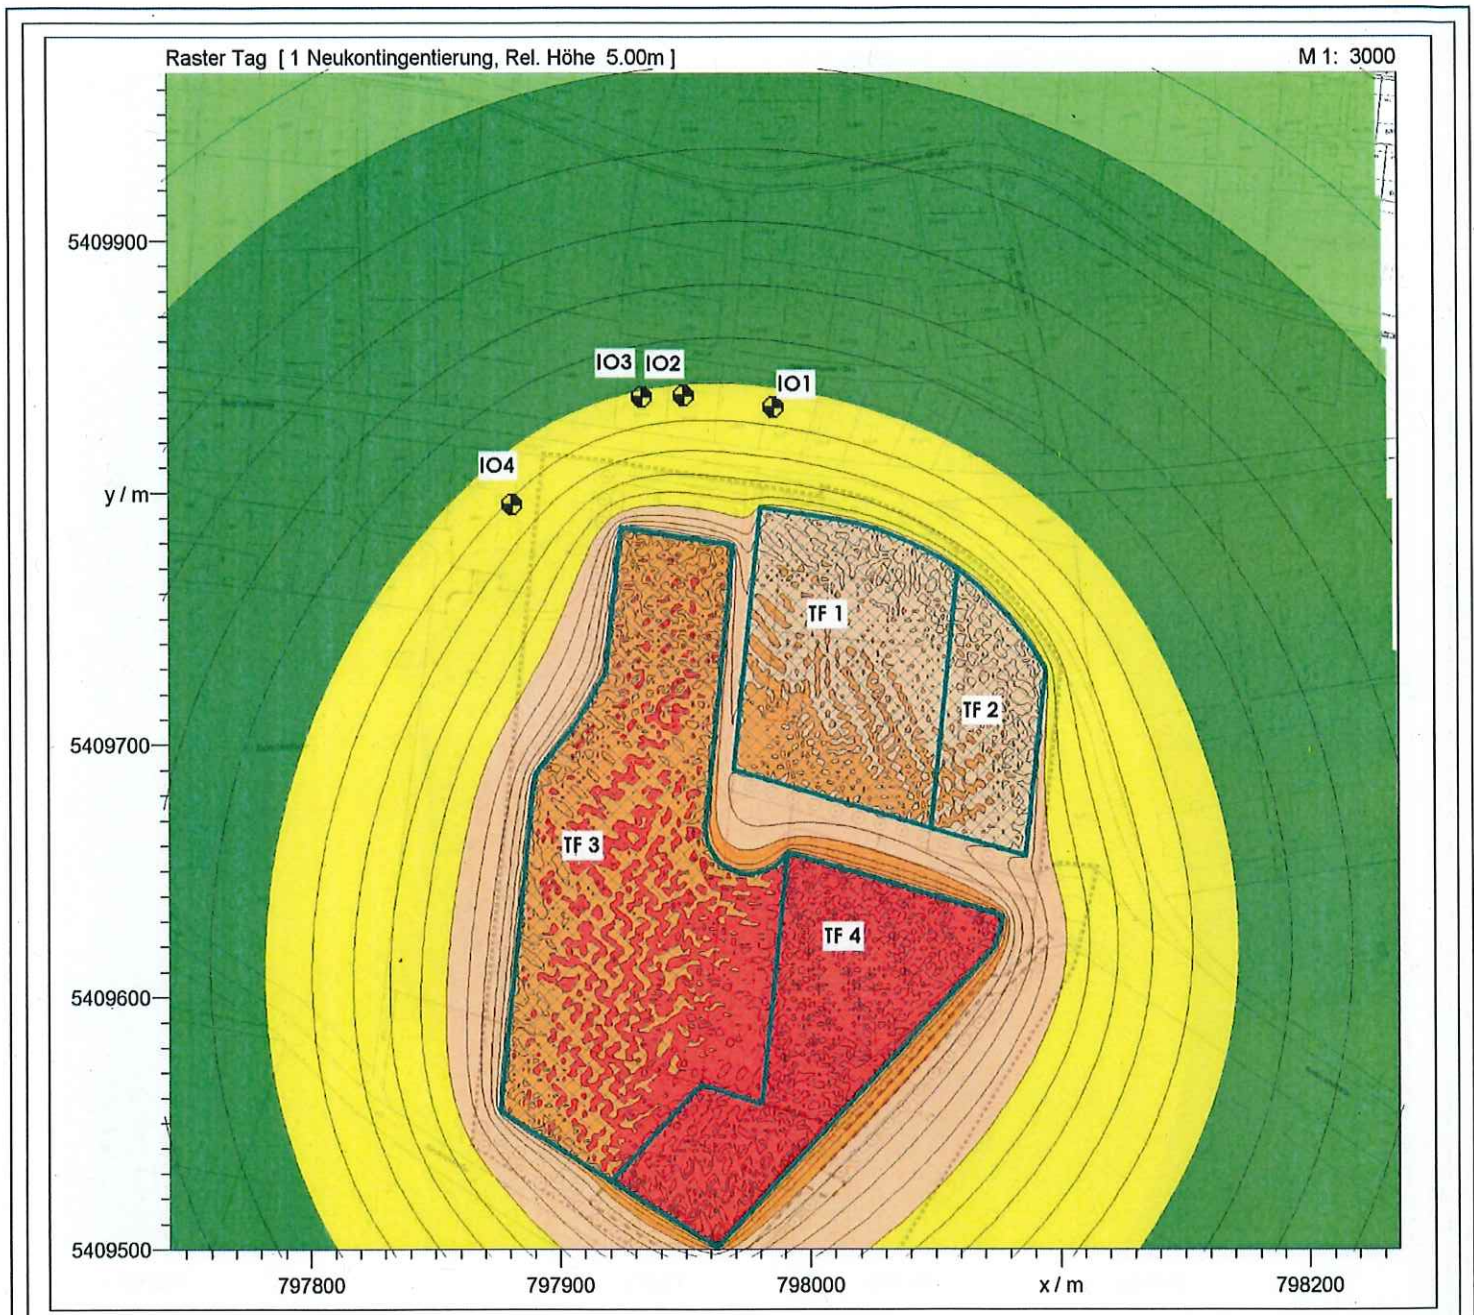 Raster Tag [ 1 Neukontingentierung, Rel. Höhe 5.00m ]
M 1: 3000
5409900
IO3
IO2
IO1
IO4
y / m
TF 1
TF 2
5409700
TF 3
TF 4
5409600
5409500
797800
797900
798000
x / m
798200